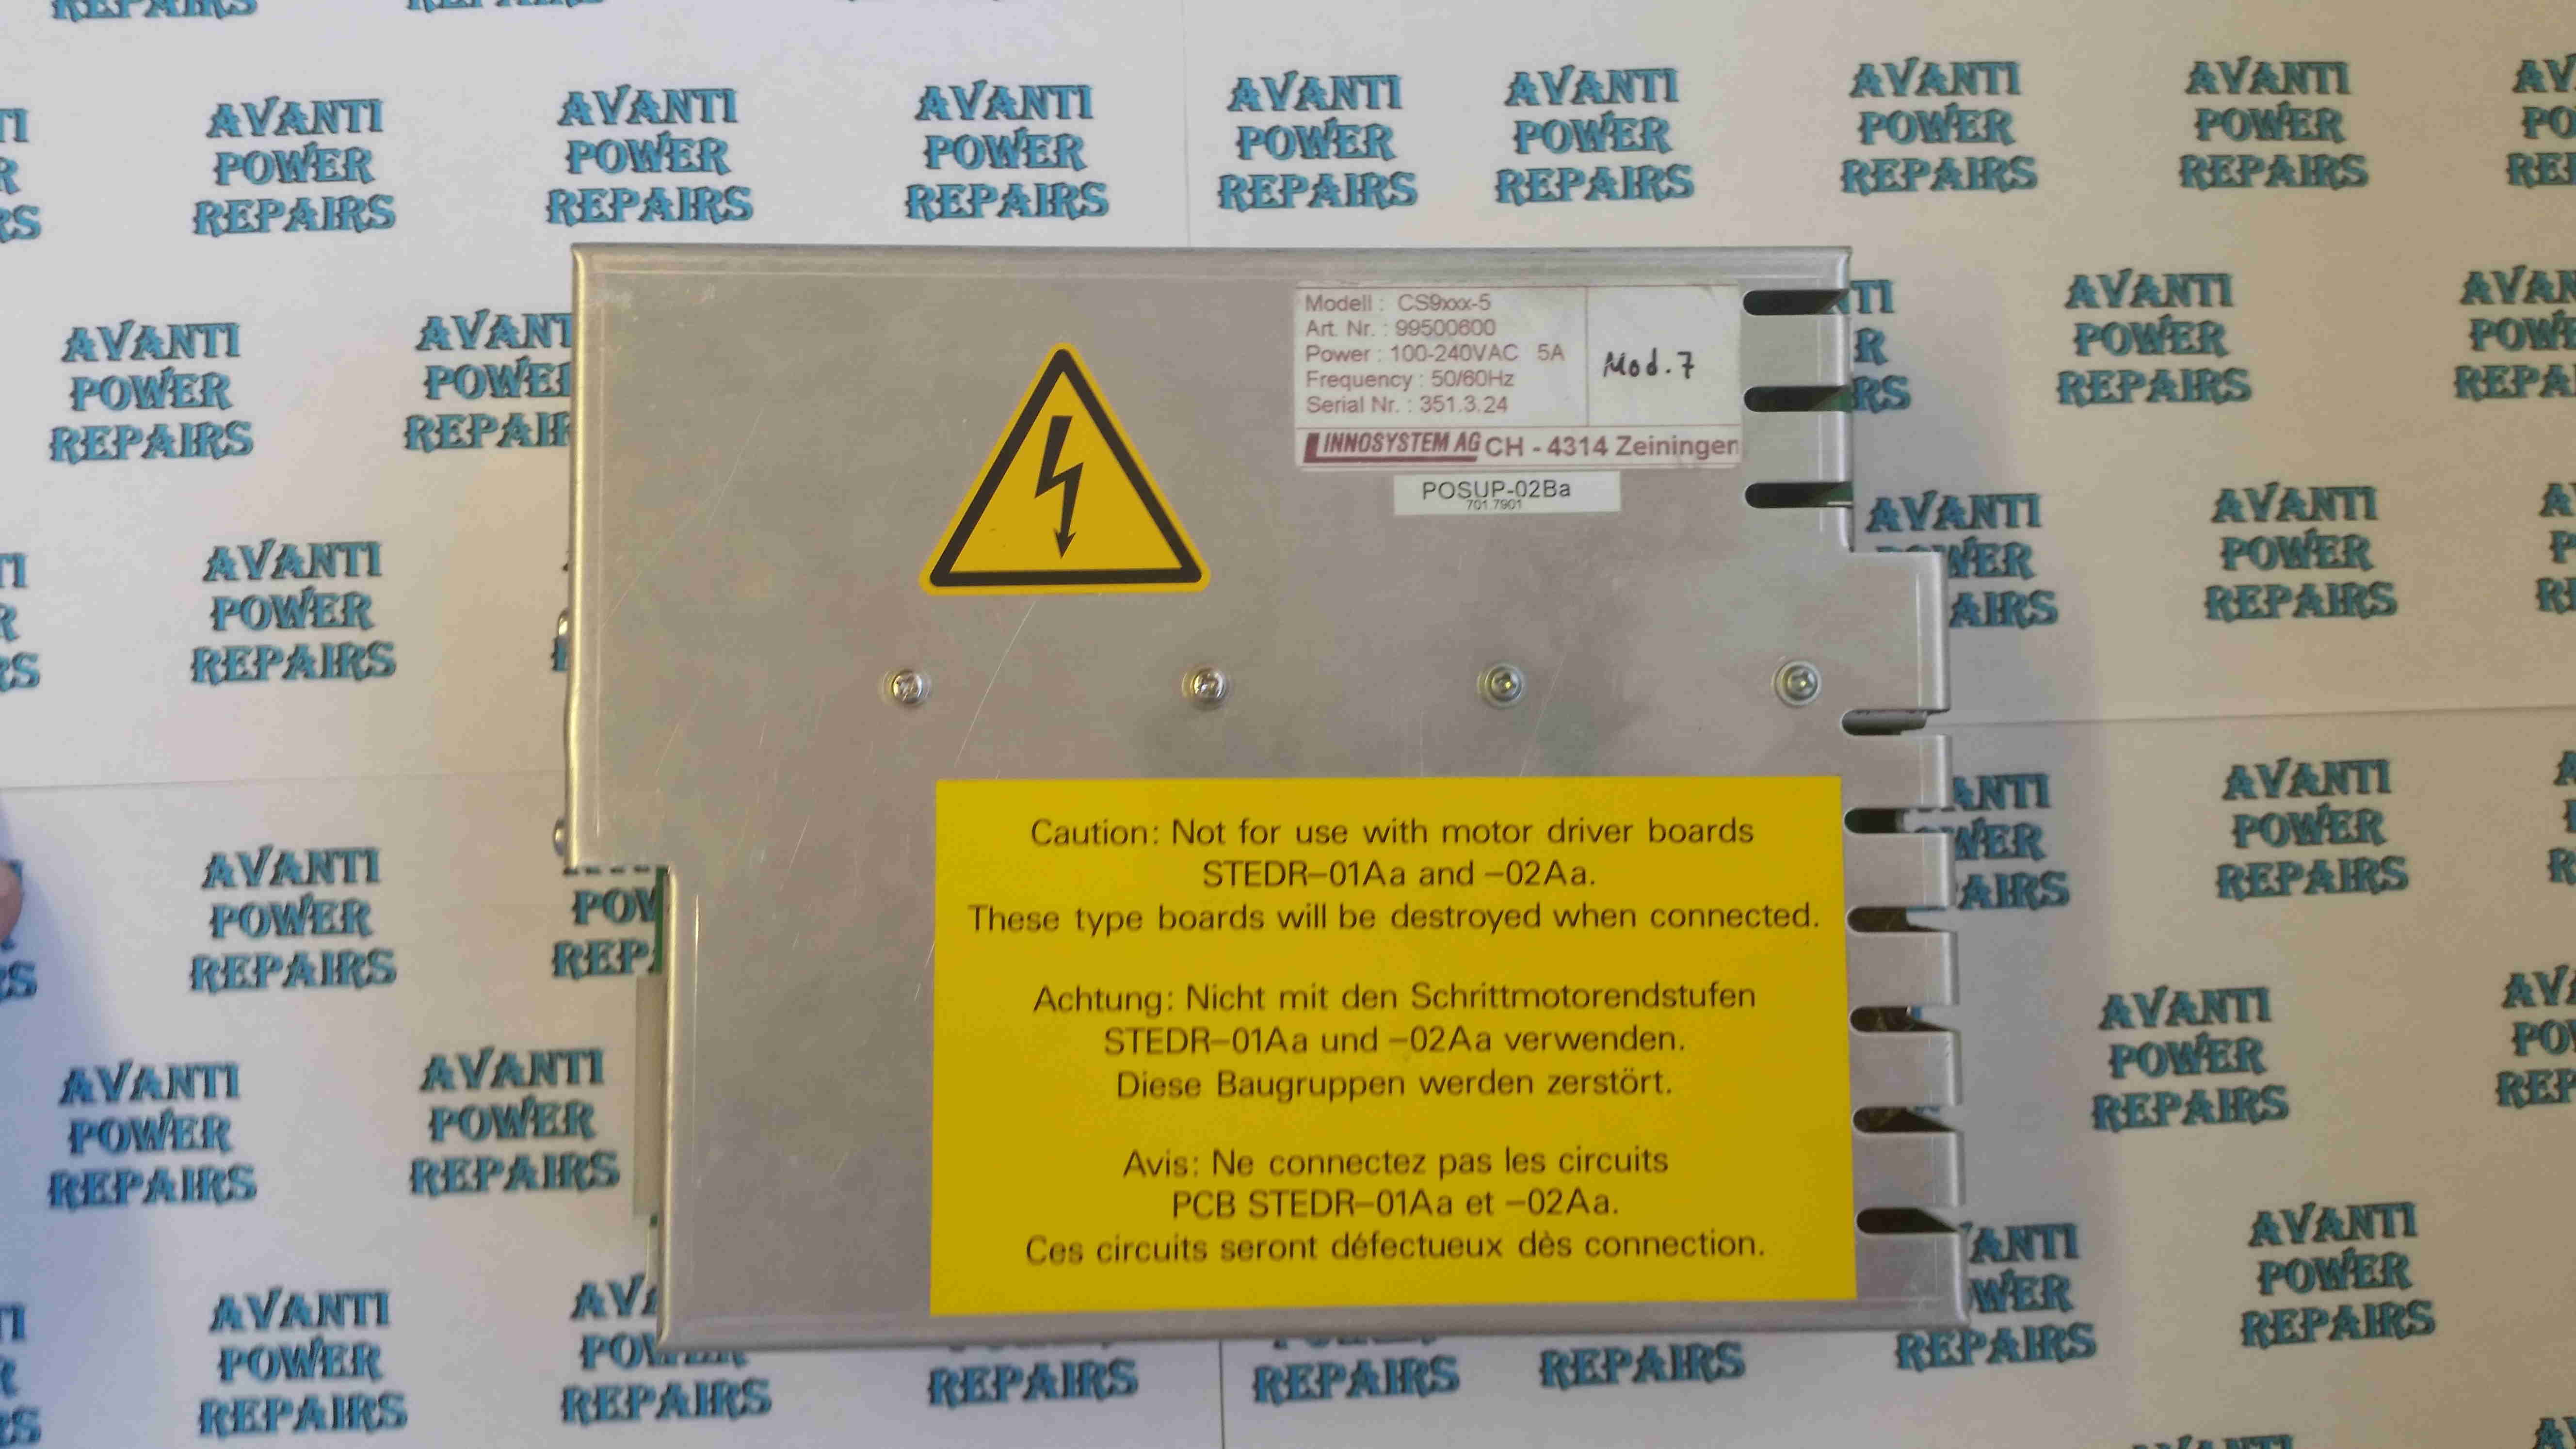 AVANTI
POWER
REPAIRS
Modell : CS9xxx-5
Art. Nr. : 99500600
Power : 100-240VAC 5A
Frequency : 50/60Hz
Serial Nr. : 351.3.24
Mod. 7
INNOSYSTEM AG CH - 4314 Zeiningen
POSUP-02Ba
701.7901
Caution: Not for use with motor driver boards
STEDR-01Aa and -02Aa.
These type boards will be destroyed when connected.
Achtung: Nicht mit den Schrittmotorendstufen
STEDR-01Aa und -02Aa verwenden.
Diese Baugruppen werden zerstört.
Avis: Ne connectez pas les circuits
PCB STEDR-01Aa et -02Aa.
Ces circuits seront défectueux dès connection.